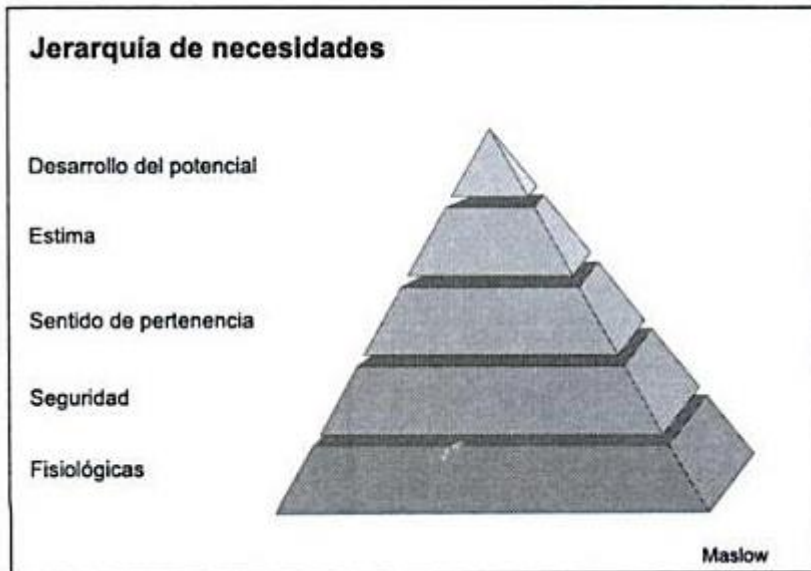 Jerarquía de necesidades
Desarrollo del potencial
Estima
Sentido de pertenencia
Seguridad
Fisiológicas
Maslow